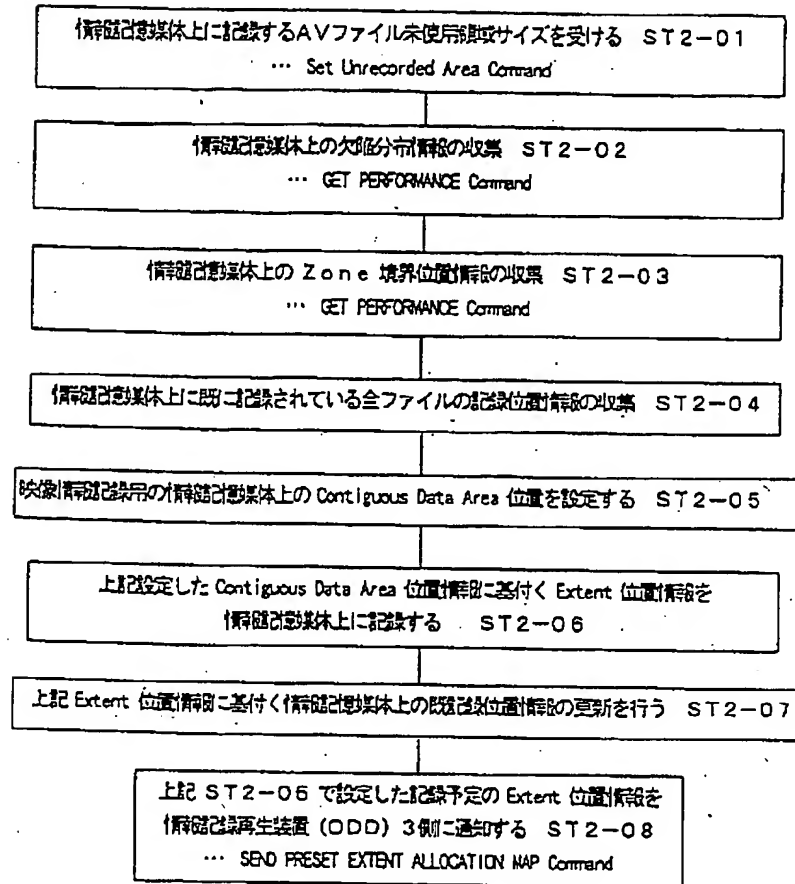 情報記憶媒体上に記録するAVファイル未使用領域サイズを受ける ST2-01
… Set Unrecorded Area Command
情報記憶媒体上の欠陥分布情報の収集 ST2-02
… GET PERFORMANCE Command
情報記憶媒体上の Zone 境界位置情報の収集 ST2-03
… GET PERFORMANCE Command
情報記憶媒体上に既に記録されている全ファイルの記録位置情報の収集 ST2-04
映像情報記録用の情報記憶媒体上の Contiguous Data Area 位置を設定する ST2-05
上記設定した Contiguous Data Area 位置情報に基付く Extent 位置情報を
情報記憶媒体上に記録する ST2-06
上記 Extent 位置情報に基付く情報記憶媒体上の既記録位置情報の更新を行う ST2-07
上記 ST2-06 で設定した記録予定の Extent 位置情報を
情報記録再生装置(ODD)3側に通知する ST2-08
… SEND PRESET EXTENT ALLOCATION MAP Command